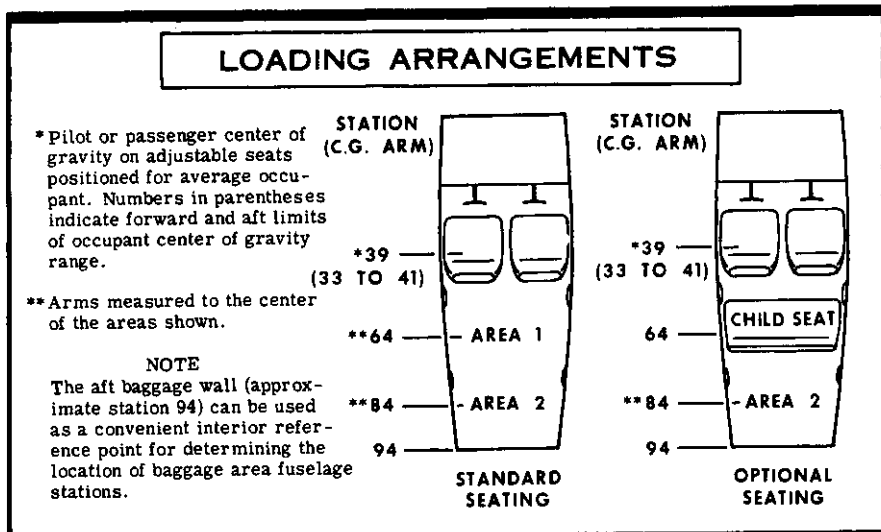 LOADING ARRANGEMENTS
*Pilot or passenger center of
gravity on adjustable seats
positioned for average occu-
pant. Numbers in parentheses
indicate forward and aft limits
of occupant center of gravity
range.
**Arms measured to the center
of the areas shown.
NOTE
The aft baggage wall (approx-
imate station 94) can be used
as a convenient interior refer-
ence point for determining the
location of baggage area fuselage
stations.
STATION
(C.G. ARM)
*39
(33 TO 41)
**64
AREA 1
**84
AREA 2
94
STANDARD
SEATING
STATION
(C.G. ARM)
*39
(33 TO 41)
64
CHILD SEAT
**84
AREA 2
94
OPTIONAL
SEATING